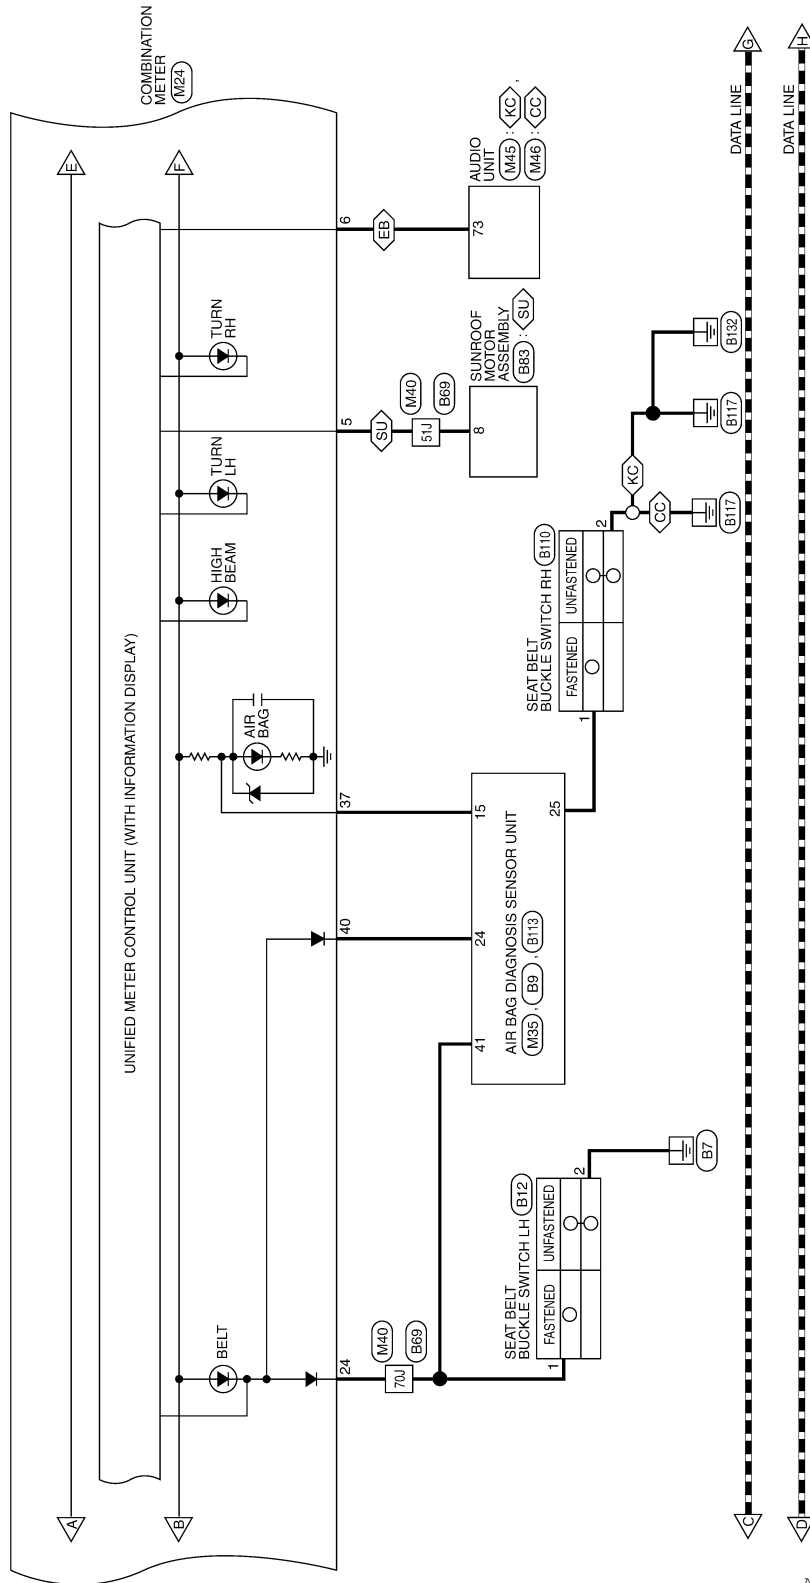 COMBINATION
METER
M24
A
E
UNIFIED METER CONTROL UNIT (WITH INFORMATION DISPLAY)
B
F
BELT
AIR
BAG
HIGH
BEAM
TURN
LH
TURN
RH
24
40
37
5
6
M40
B69
70J
SU
M40
B69
51J
EB
41
24
15
25
AIR BAG DIAGNOSIS SENSOR UNIT
M35 , B9 , B113
8
SUNROOF
MOTOR
ASSEMBLY
B83 : SU
73
AUDIO
UNIT
M45 : KC ,
M46 : CC
SEAT BELT
BUCKLE SWITCH LH B12
FASTENED
UNFASTENED
1
2
B7
SEAT BELT
BUCKLE SWITCH RH B110
FASTENED
UNFASTENED
1
2
KC
CC
B117
B117
B132
C
DATA LINE
G
D
DATA LINE
H